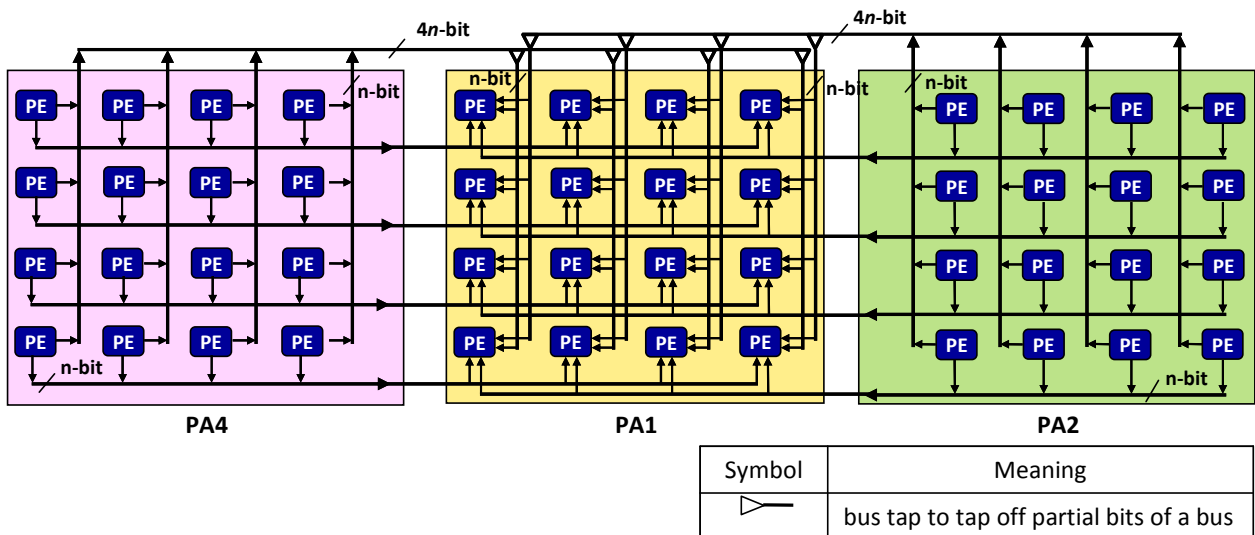 4n-bit 4n-bit
n-bit n-bit n-bit n-bit
PE PE PE PE PE PE PE PE PE PE PE PE
PE PE PE PE PE PE PE PE PE PE PE PE
PE PE PE PE PE PE PE PE PE PE PE PE
PE PE PE PE PE PE PE PE PE PE PE PE
n-bit n-bit
PA4 PA1 PA2
Symbol Meaning
bus tap to tap off partial bits of a bus